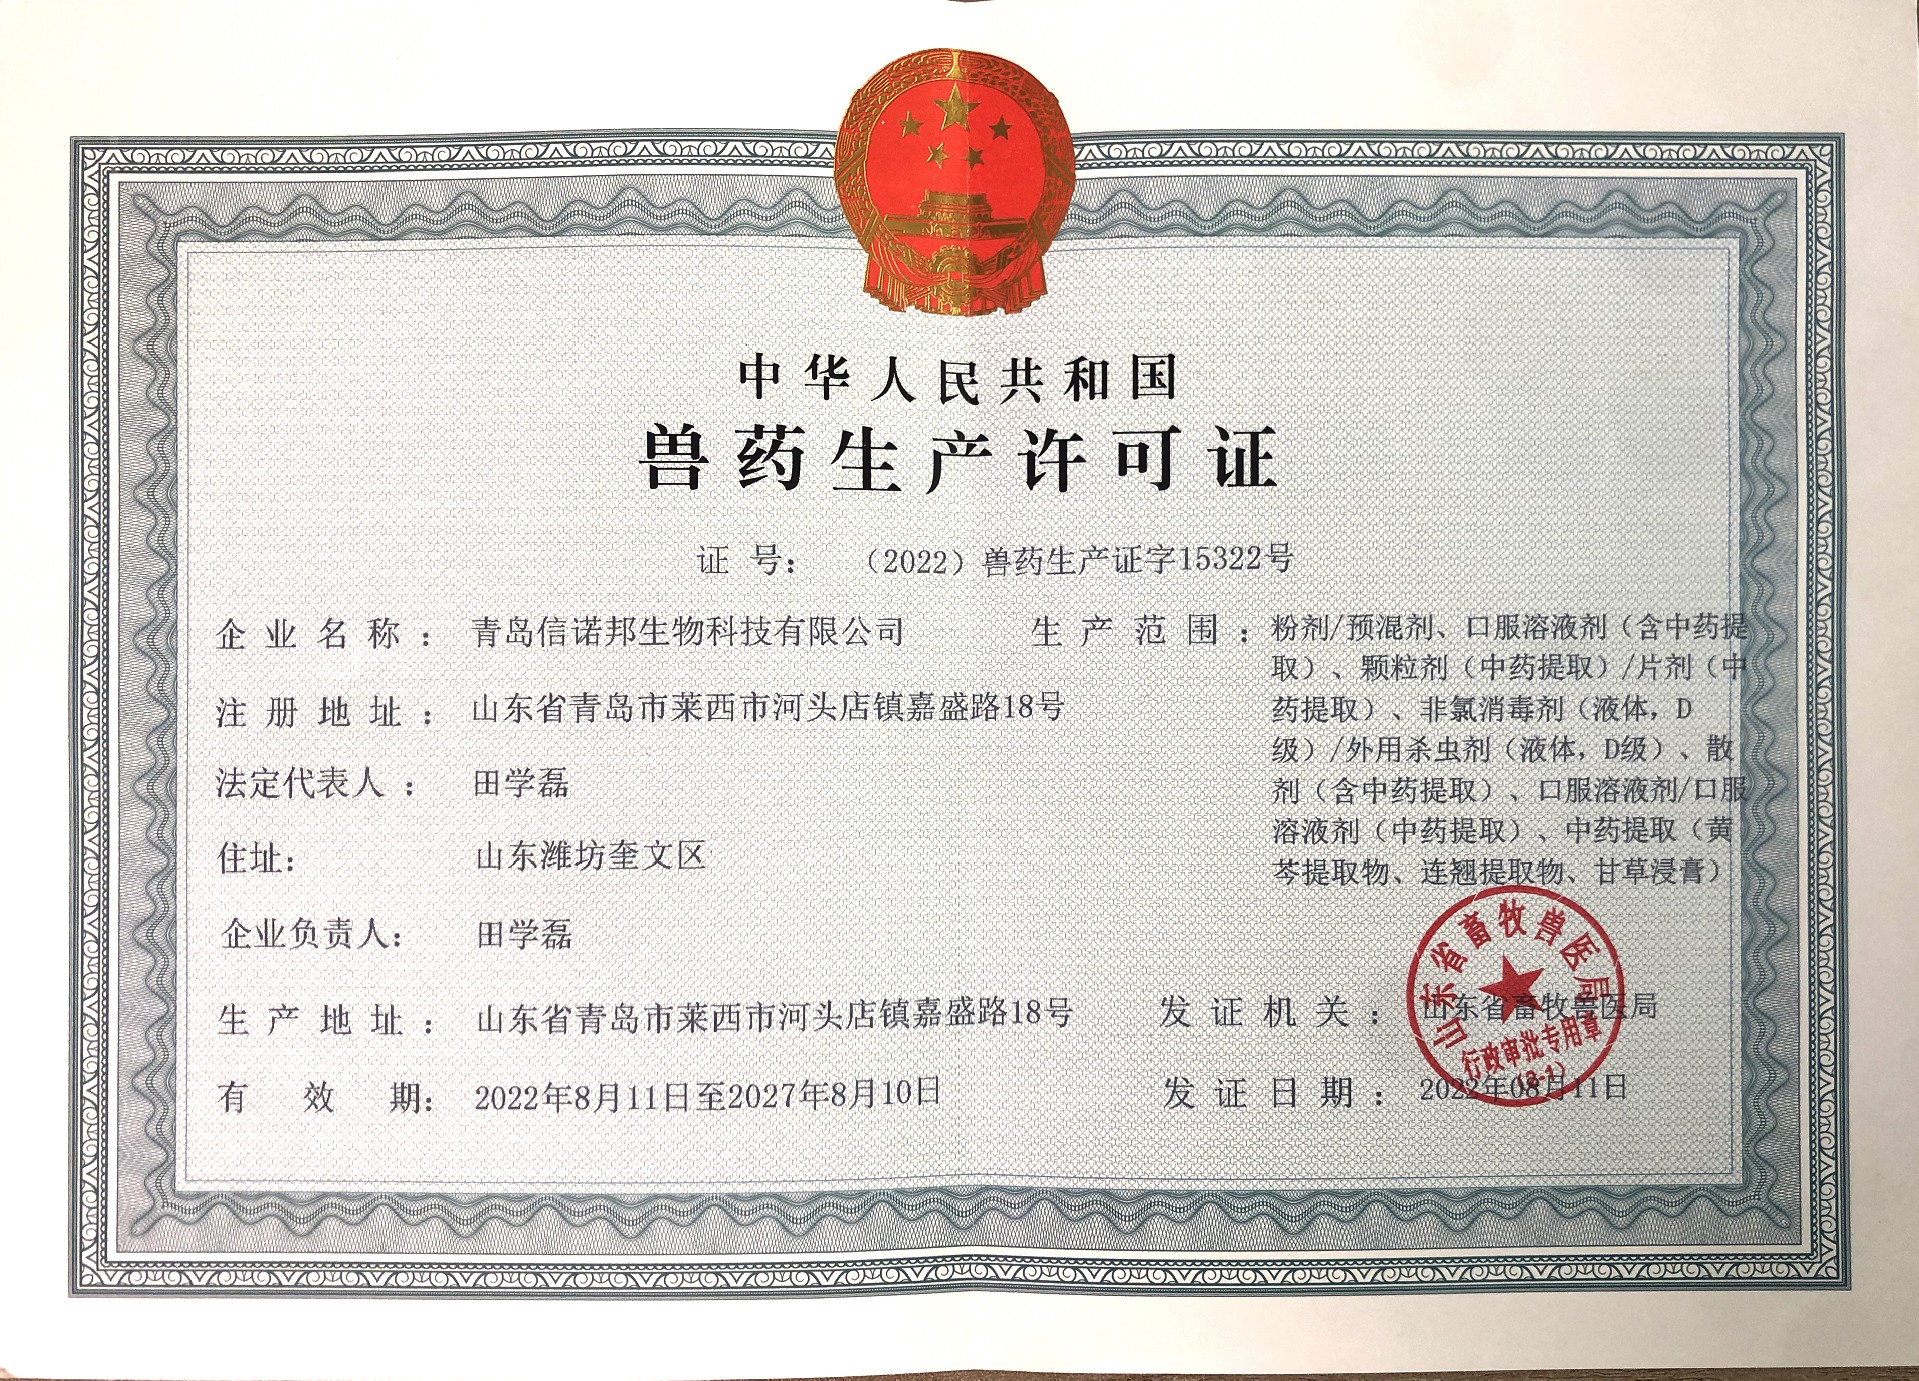 中华人民共和国
兽药生产许可证
证 号： （2022）兽药生产证字15322号
企业名称： 青岛信诺邦生物科技有限公司
注册地址： 山东省青岛市莱西市河头店镇嘉盛路18号
法定代表人： 田学磊
住址： 山东潍坊奎文区
企业负责人： 田学磊
生产地址： 山东省青岛市莱西市河头店镇嘉盛路18号
有 效 期： 2022年8月11日至2027年8月10日
生产范围： 粉剂/预混剂、口服溶液剂（含中药提
取）、颗粒剂（中药提取）/片剂（中
药提取）、非氯消毒剂（液体，D
级）/外用杀虫剂（液体，D级）、散
剂（含中药提取）、口服溶液剂/口服
溶液剂（中药提取）、中药提取（黄
芩提取物、连翘提取物、甘草浸膏）
发证机关： 山东省畜牧兽医局
发证日期： 2022年08月11日
山东省畜牧兽医局
行政审批专用章